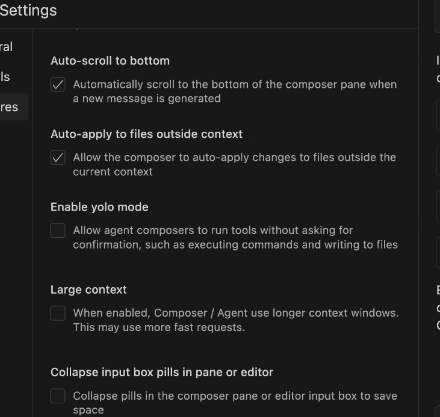 Settings
ral
Auto-scroll to bottom
ls
Automatically scroll to the bottom of the composer pane when
a new message is generated
res
Auto-apply to files outside context
Allow the composer to auto-apply changes to files outside the
current context
Enable yolo mode
Allow agent composers to run tools without asking for
confirmation, such as executing commands and writing to files
Large context
When enabled, Composer / Agent use longer context windows.
This may use more fast requests.
Collapse input box pills in pane or editor
Collapse pills in the composer pane or editor input box to save
space